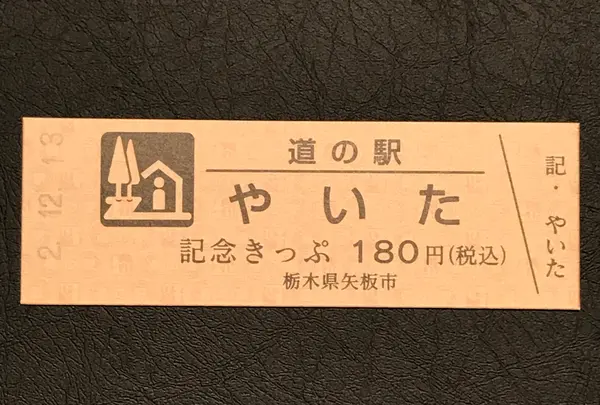 2.12.13
道の駅
やいた
記念きっぷ 180円(税込)
栃木県矢板市
記・やいた